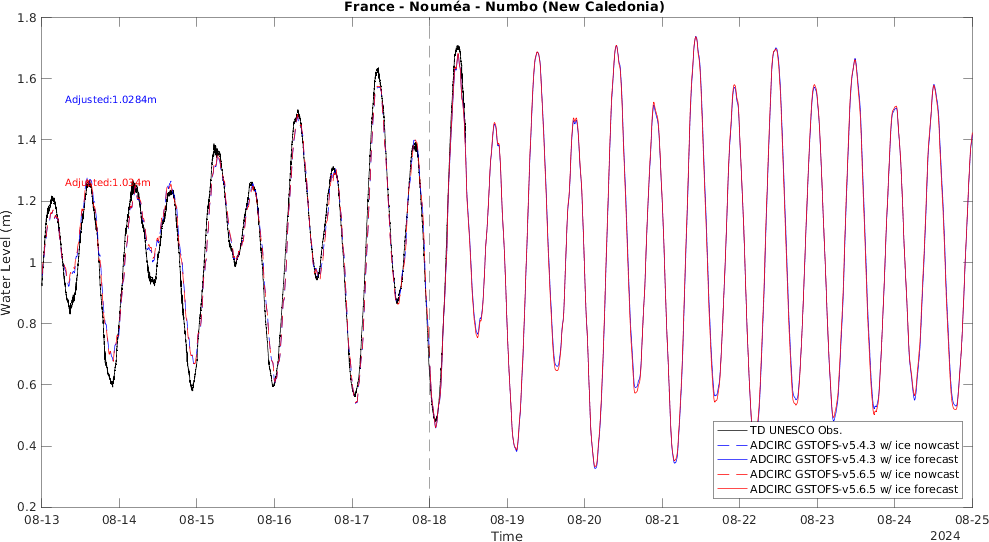 France - Nouméa - Numbo (New Caledonia)
1.8
1.6
1.4
1.2
1
0.8
0.6
0.4
0.2
Water Level (m)
Adjusted:1.0284m
Adjusted:1.034m
TD UNESCO Obs.
ADCIRC GSTOFS-v5.4.3 w/ ice nowcast
ADCIRC GSTOFS-v5.4.3 w/ ice forecast
ADCIRC GSTOFS-v5.6.5 w/ ice nowcast
ADCIRC GSTOFS-v5.6.5 w/ ice forecast
08-13 08-14 08-15 08-16 08-17 08-18 08-19 08-20 08-21 08-22 08-23 08-24 08-25
Time
2024